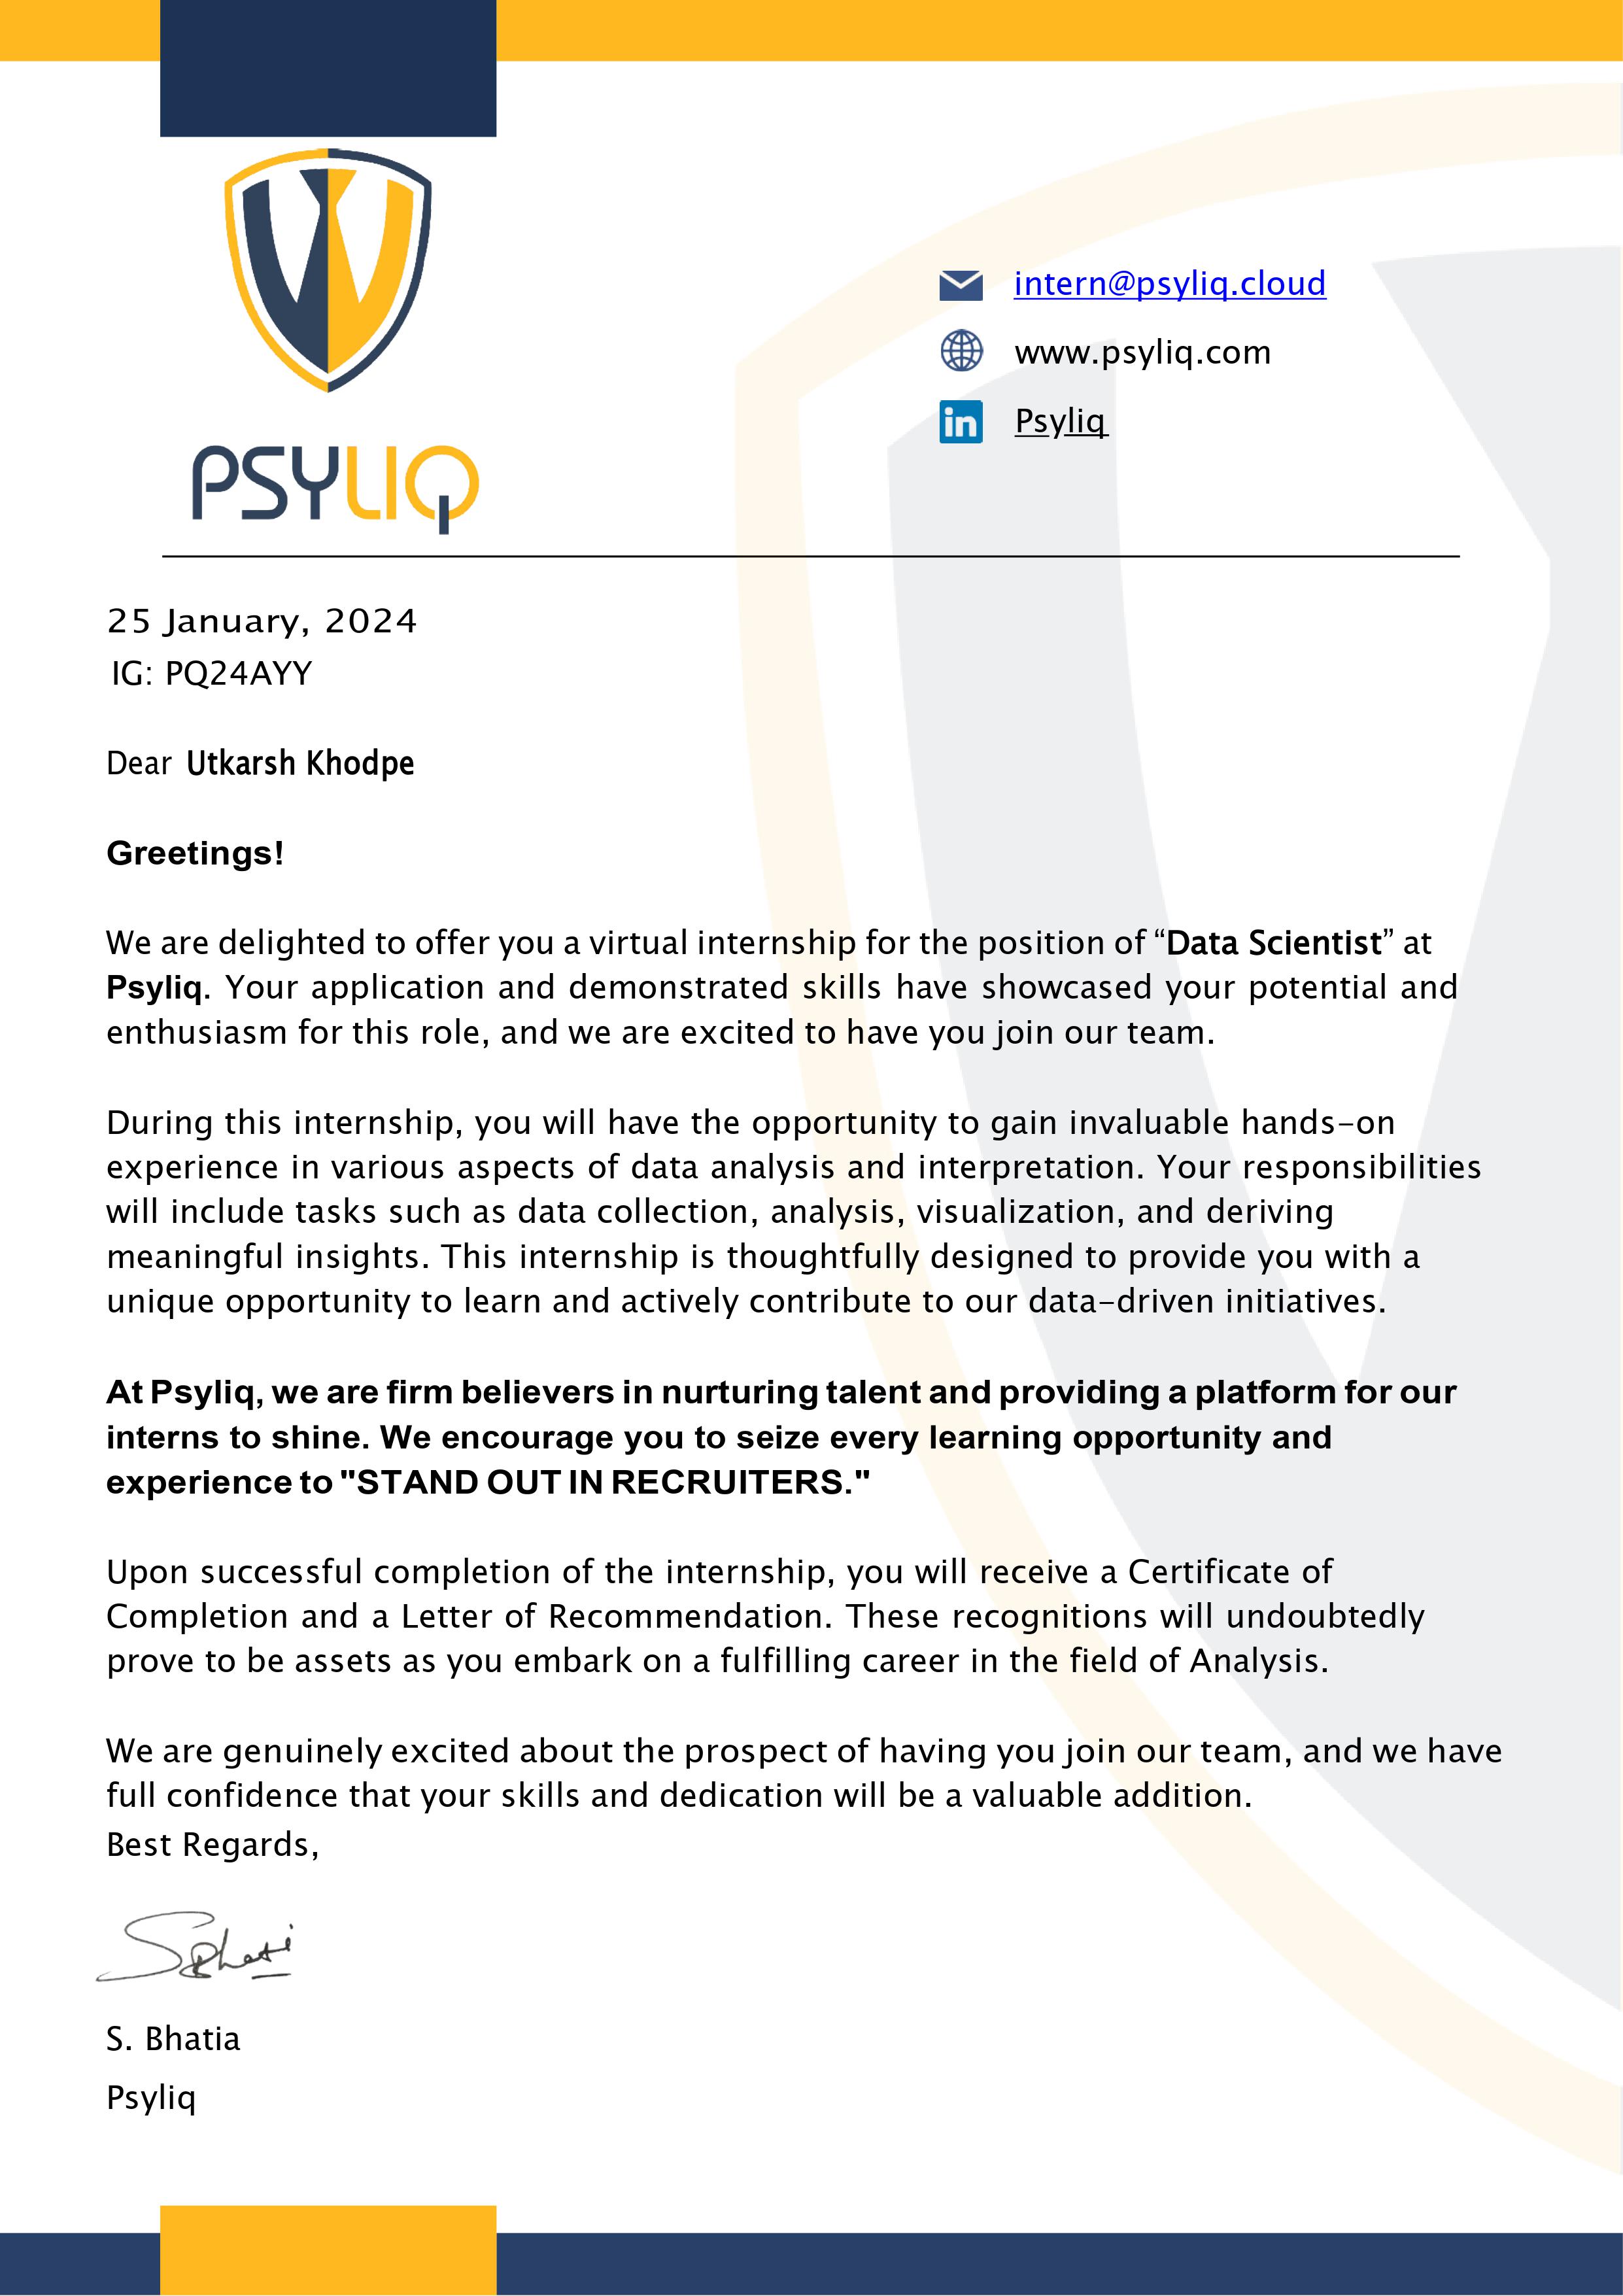 intern@psyliq.cloud
www.psyliq.com
in Psyliq
PSYLIQ
25 January, 2024
IG: PQ24AYY
Dear Utkarsh Khodpe
Greetings!
We are delighted to offer you a virtual internship for the position of “Data Scientist” at
Psyliq. Your application and demonstrated skills have showcased your potential and
enthusiasm for this role, and we are excited to have you join our team.
During this internship, you will have the opportunity to gain invaluable hands-on
experience in various aspects of data analysis and interpretation. Your responsibilities
will include tasks such as data collection, analysis, visualization, and deriving
meaningful insights. This internship is thoughtfully designed to provide you with a
unique opportunity to learn and actively contribute to our data-driven initiatives.
At Psyliq, we are firm believers in nurturing talent and providing a platform for our
interns to shine. We encourage you to seize every learning opportunity and
experience to "STAND OUT IN RECRUITERS."
Upon successful completion of the internship, you will receive a Certificate of
Completion and a Letter of Recommendation. These recognitions will undoubtedly
prove to be assets as you embark on a fulfilling career in the field of Analysis.
We are genuinely excited about the prospect of having you join our team, and we have
full confidence that your skills and dedication will be a valuable addition.
Best Regards,
S. Bhatia
Psyliq